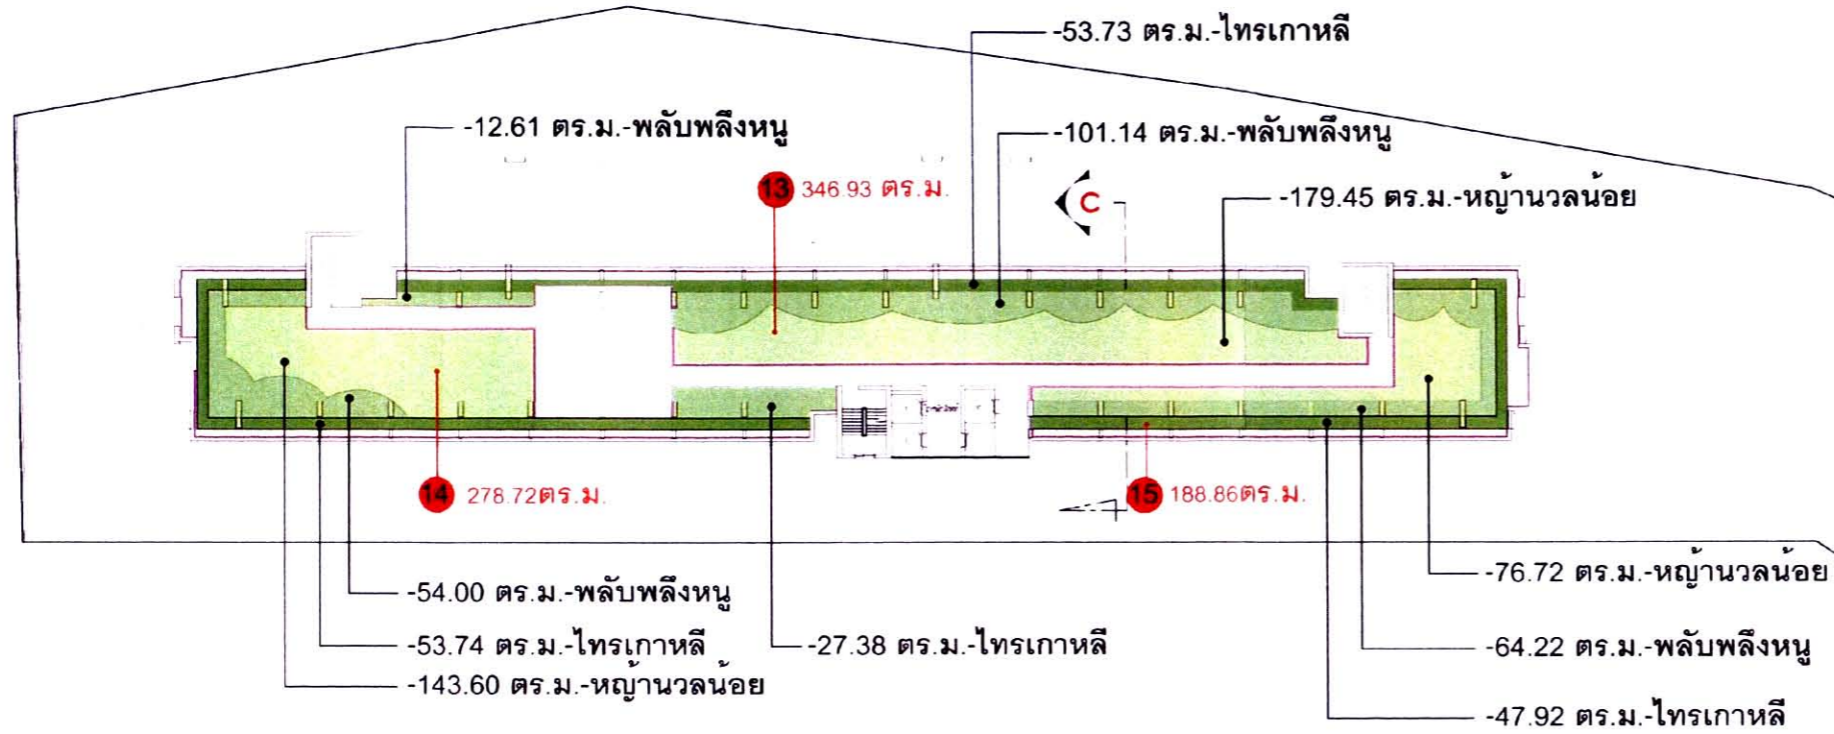 -53.73 ตร.ม.-ไทรเกาหลี
-12.61 ตร.ม.-พลับพลึงหนู
-101.14 ตร.ม.-พลับพลึงหนู
13 346.93 ตร.ม.
C
-179.45 ตร.ม.-หญ้านวลน้อย
14 278.72ตร.ม.
15 188.86ตร.ม.
-54.00 ตร.ม.-พลับพลึงหนู
-53.74 ตร.ม.-ไทรเกาหลี
-143.60 ตร.ม.-หญ้านวลน้อย
-27.38 ตร.ม.-ไทรเกาหลี
-76.72 ตร.ม.-หญ้านวลน้อย
-64.22 ตร.ม.-พลับพลึงหนู
-47.92 ตร.ม.-ไทรเกาหลี